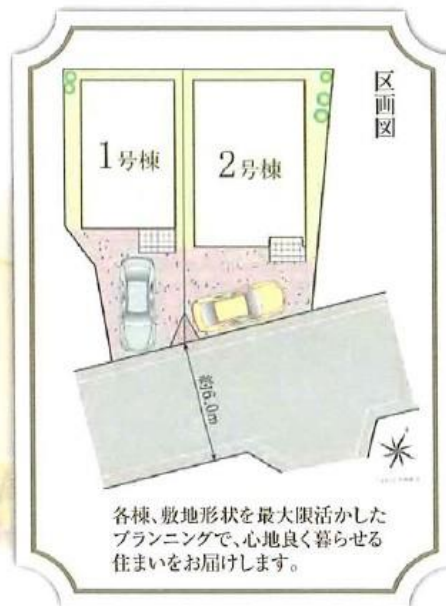 区画図
1号棟
2号棟
約6.0m
各棟、敷地形状を最大限活かした
プランニングで、心地良く暮らせる
住まいをお届けします。